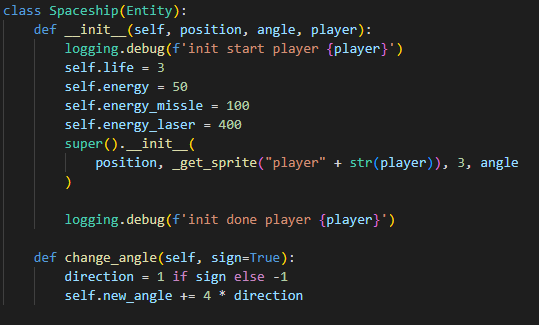 class Spaceship(Entity):
    def __init__(self, position, angle, player):
        logging.debug(f'init start player {player}')
        self.life = 3
        self.energy = 50
        self.energy_missle = 100
        self.energy_laser = 400
        super().__init__(
            position, _get_sprite("player" + str(player)), 3, angle
        )
        logging.debug(f'init done player {player}')
    def change_angle(self, sign=True):
        direction = 1 if sign else -1
        self.new_angle += 4 * direction